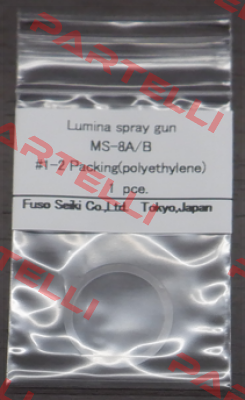 PARTELLI
Lumina spray gun
MS-8A/B
#1-2 Packing(polyethylene)
1 pce.
Fuso Seiki Co.,Ltd. Tokyo,Japan
PARTELLI
PARTELLI